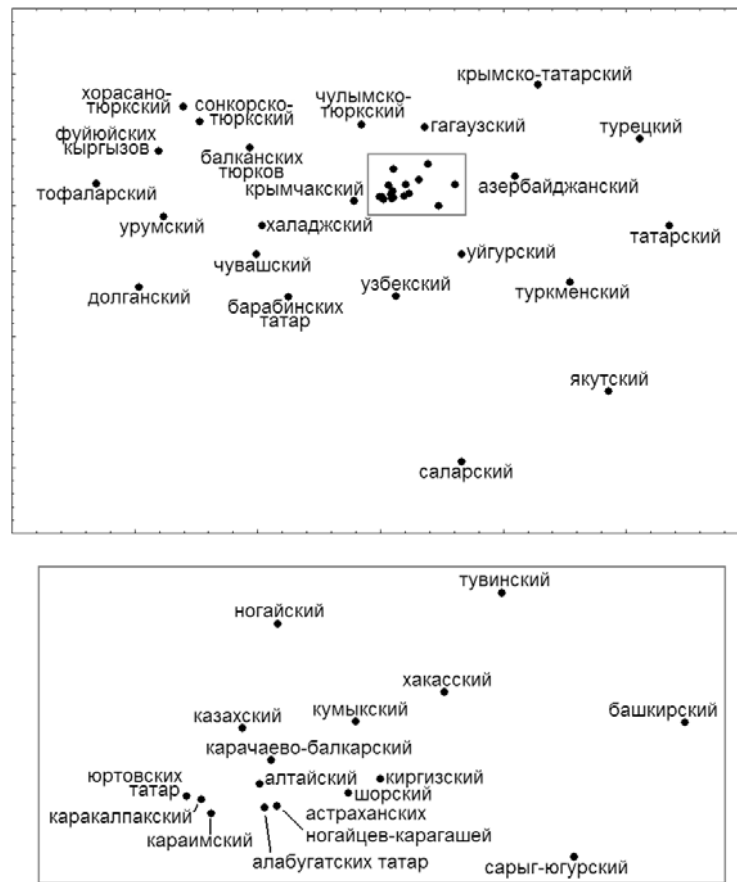 крымско-татарский
хорасано-
тюркский
сонкорско-
тюркский
чулымско-
тюркский
гагаузский
турецкий
фуйюйских
кыргызов
балканских
тюрков
крымчакский
азербайджанский
тофаларский
урумский
халаджский
татарский
чувашский
уйгурский
долганский
барабинских
татар
узбекский
туркменский
якутский
саларский
тувинский
ногайский
хакасский
казахский
кумыкский
башкирский
карачаево-балкарский
юртовских
татар
алтайский
киргизский
шорский
каракалпакский
астраханских
ногайцев-карагашей
караимский
алабугатских татар
сарыг-югурский